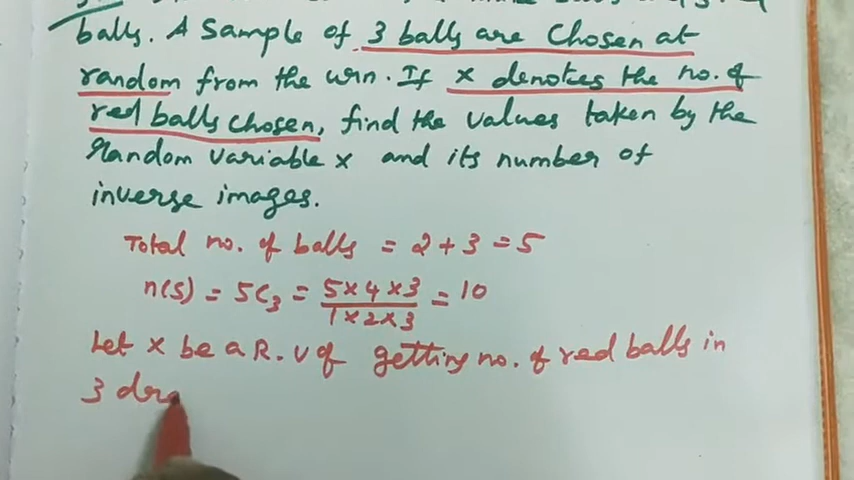 balls. A Sample of 3 balls are Chosen at
random from the urn. If x denotes the no. of
red balls chosen, find the values taken by the
Random variable x and its number of
inverse images.
Total no. of balls = 2 + 3 = 5
n(S) = 5C3 = 5 × 4 × 3 / 1 × 2 × 3 = 10
Let x be a R.V of getting no. of red balls in
3 dra